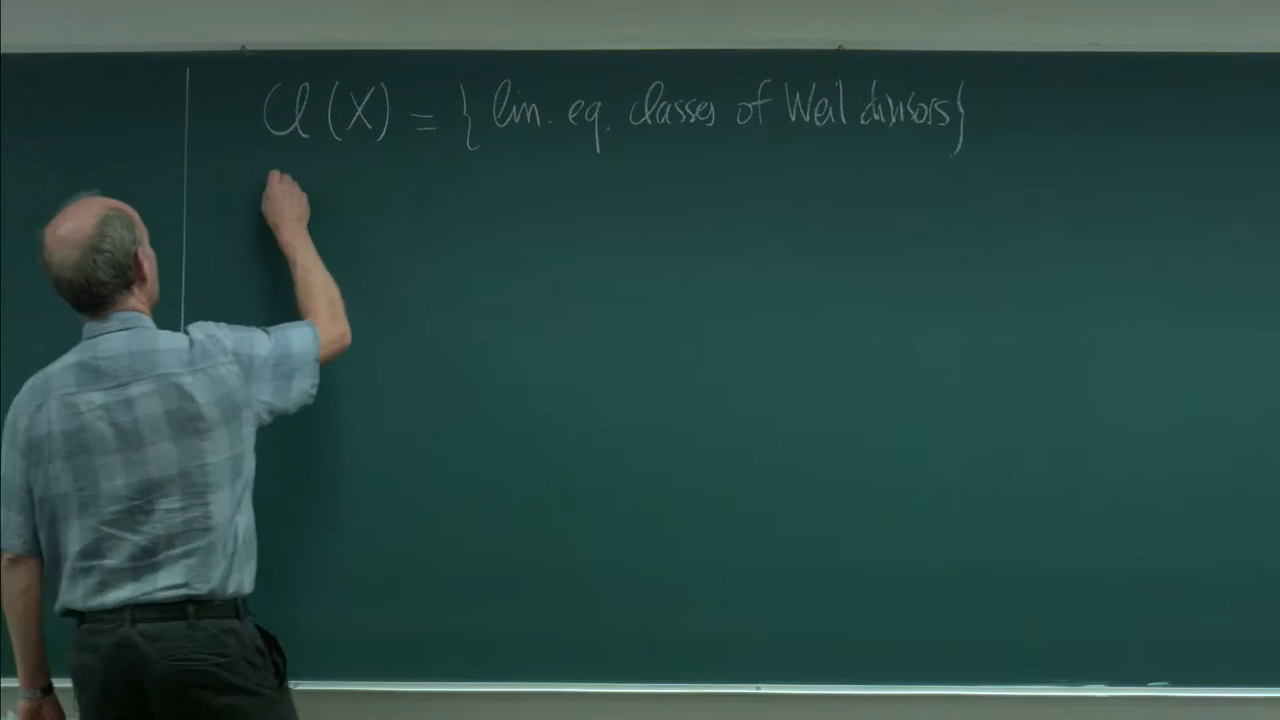 Cl(X) = { lin. eq. classes of Weil divisors}